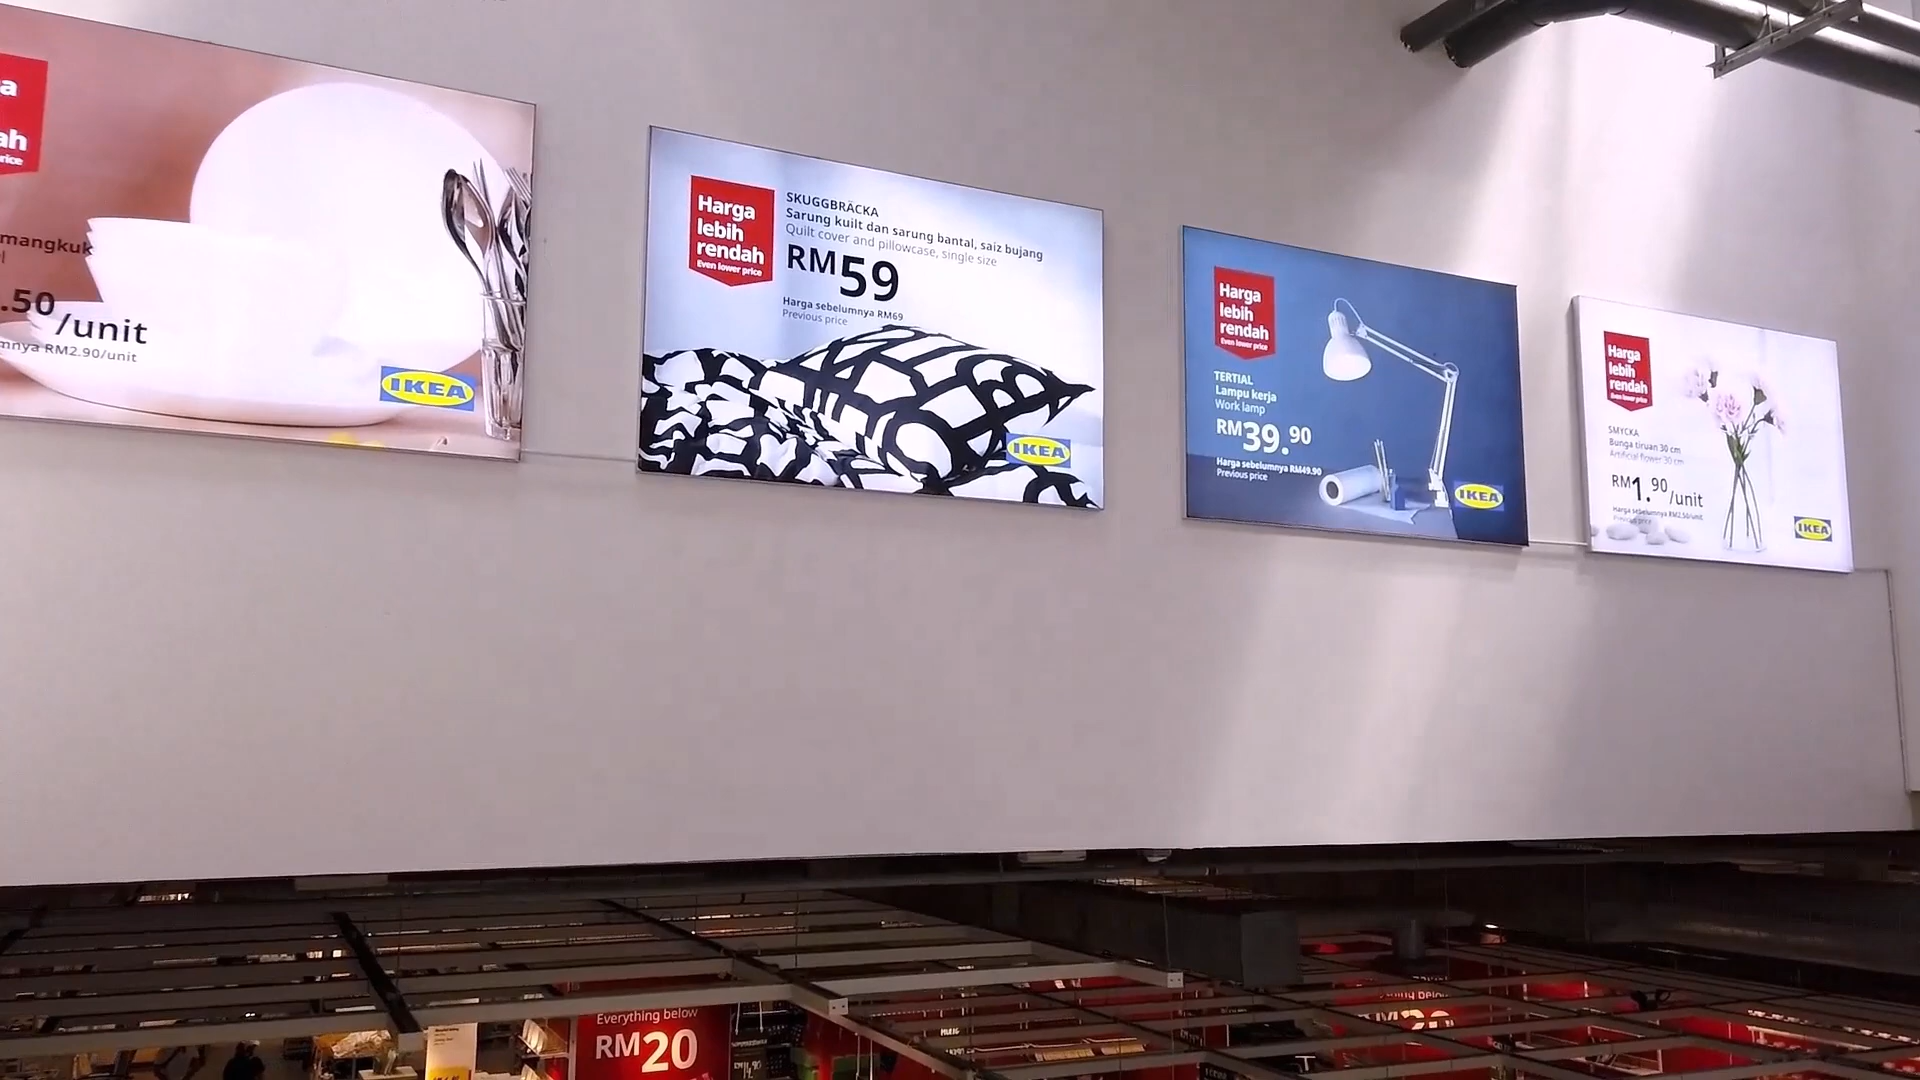 ah
rice
mangkuk
.50/unit
RM2.90/unit
IKEA
Harga
lebih
rendah
Even lower price
SKUGGBRÄCKA
Sarung kuilt dan sarung bantal, saiz bujang
Quilt cover and pillowcase, single size
RM59
Harga sebelumnya RM69
Previous price
IKEA
Harga
lebih
rendah
Even lower price
TERTIAL
Lampu kerja
Work lamp
RM39.90
Harga sebelumnya RM49.90
Previous price
IKEA
Harga
lebih
rendah
Even lower price
SMYCKA
Bunga tiruan 30 cm
Artificial flower 30 cm
RM1.90/unit
Harga sebelumnya RM2.50/unit
Previous price
IKEA
Everything below
RM20
below